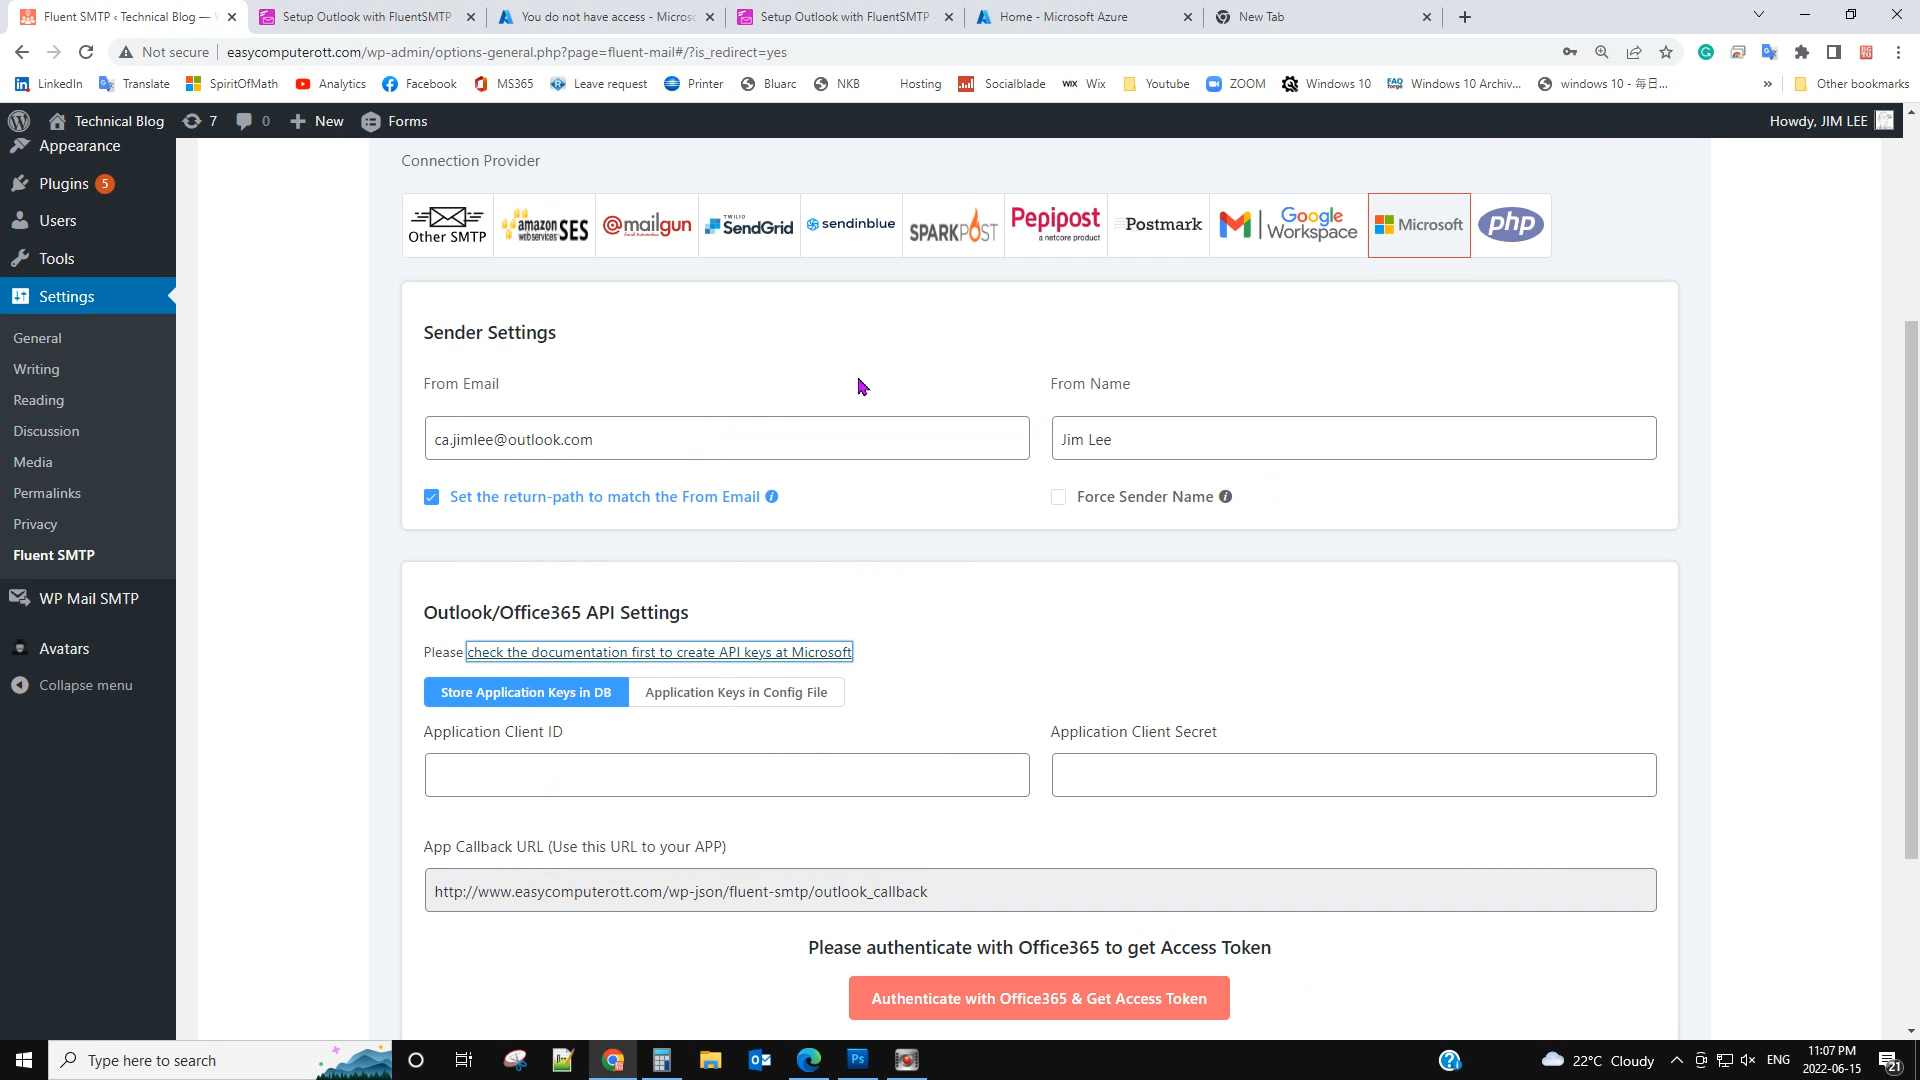 Fluent SMTP ‹ Technical Blog —
Setup Outlook with FluentSMTP
You do not have access - Micros
Setup Outlook with FluentSMTP
Home - Microsoft Azure
New Tab
Not secure
easycomputerott.com/wp-admin/options-general.php?page=fluent-mail#/?is_redirect=yes
LinkedIn
Translate
SpiritOfMath
Analytics
Facebook
MS365
Leave request
Printer
Bluarc
NKB
Hosting
Socialblade
WIX Wix
Youtube
ZOOM
Windows 10
FAQ Windows 10 Archiv...
windows 10 - 每日...
»
Other bookmarks
Technical Blog
7
0
New
Forms
Howdy, JIM LEE
Appearance
Plugins 5
Users
Tools
Settings
General
Writing
Reading
Discussion
Media
Permalinks
Privacy
Fluent SMTP
WP Mail SMTP
Avatars
Collapse menu
Connection Provider
Other SMTP
amazon SES
webservices
@mailgun
TWILIO
SendGrid
sendinblue
SPARKPOST
Pepipost
a netcore product
Postmark
Google
Workspace
Microsoft
php
Sender Settings
From Email
From Name
ca.jimlee@outlook.com
Jim Lee
Set the return-path to match the From Email
Force Sender Name
Outlook/Office365 API Settings
Please check the documentation first to create API keys at Microsoft
Store Application Keys in DB
Application Keys in Config File
Application Client ID
Application Client Secret
App Callback URL (Use this URL to your APP)
http://www.easycomputerott.com/wp-json/fluent-smtp/outlook_callback
Please authenticate with Office365 to get Access Token
Authenticate with Office365 & Get Access Token
Type here to search
Ps
22°C Cloudy
ENG
11:07 PM
2022-06-15
21